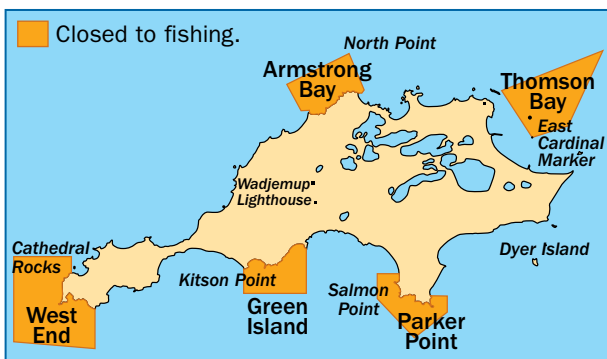 Closed to fishing.
North Point
Armstrong
Bay
Thomson
Bay
East
Cardinal
Marker
Wadjemup
Lighthouse
Cathedral
Rocks
Dyer Island
Kitson Point
Salmon
Point
West
End
Green
Island
Parker
Point